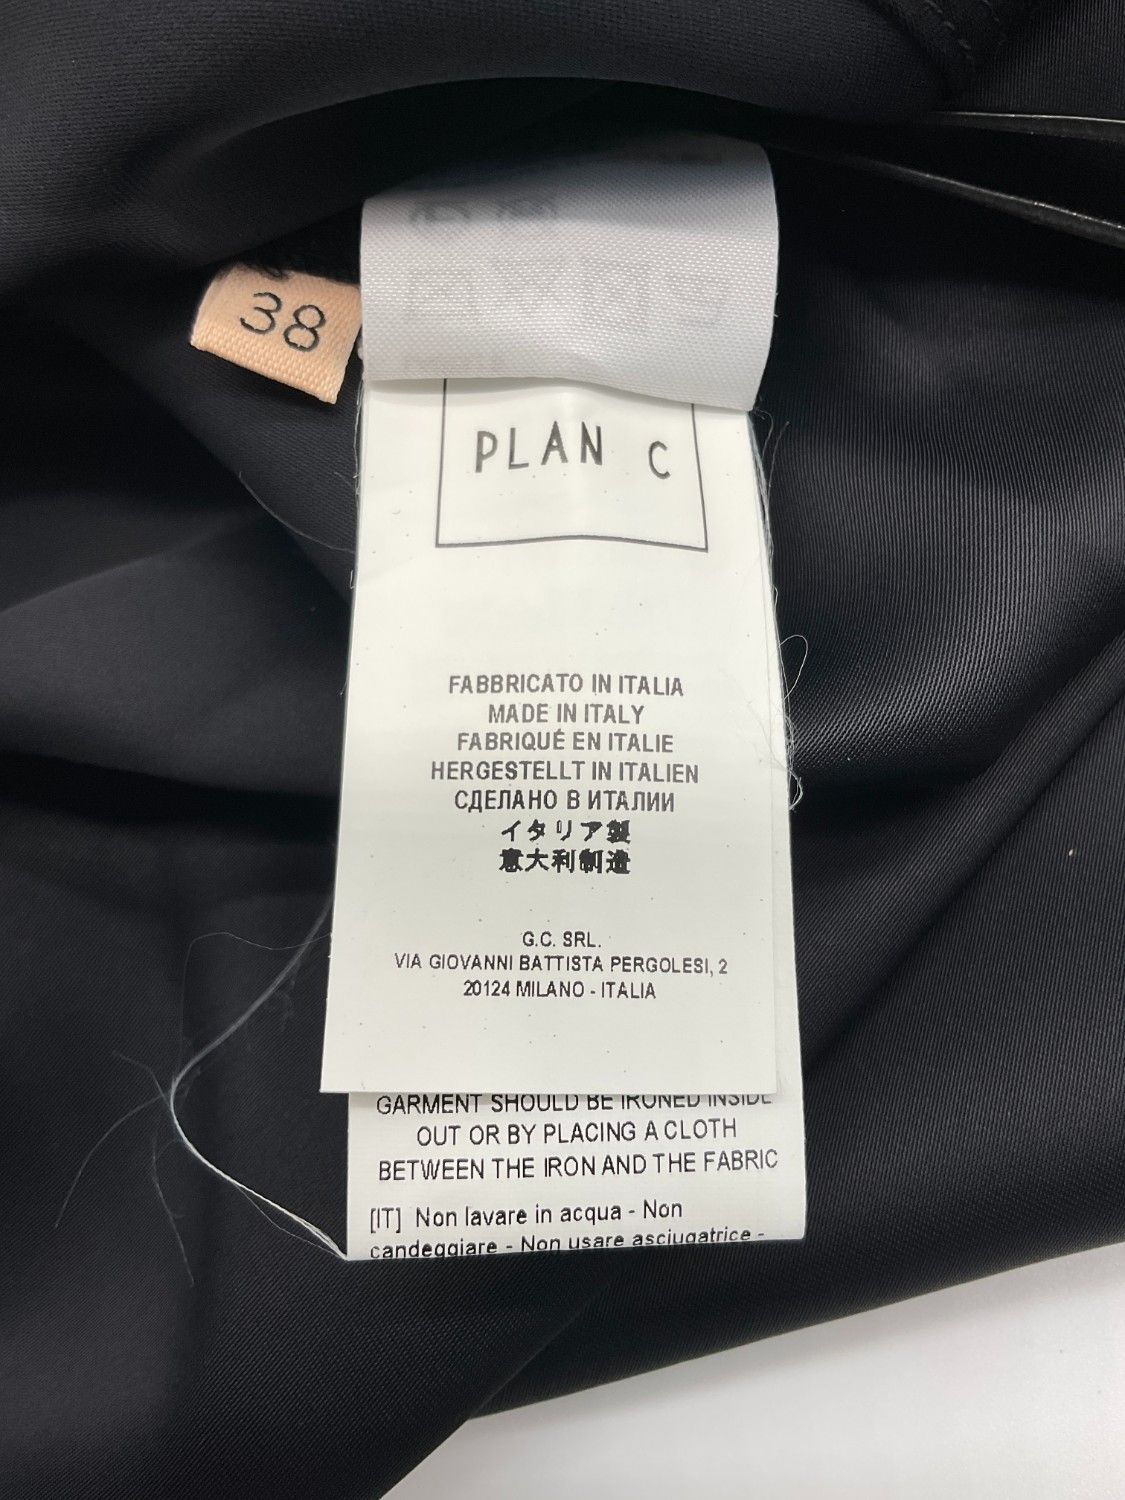 38
PLAN C
FABBRICATO IN ITALIA
MADE IN ITALY
FABRIQUÉ EN ITALIE
HERGESTELLT IN ITALIEN
СДЕЛАНО В ИТАЛИИ
イタリア製
意大利制造
G.C. SRL.
VIA GIOVANNI BATTISTA PERGOLESI, 2
20124 MILANO - ITALIA
GARMENT SHOULD BE IRONED INSIDE
OUT OR BY PLACING A CLOTH
BETWEEN THE IRON AND THE FABRIC
[IT] Non lavare in acqua - Non
candeggiare - Non usare asciugatrice -